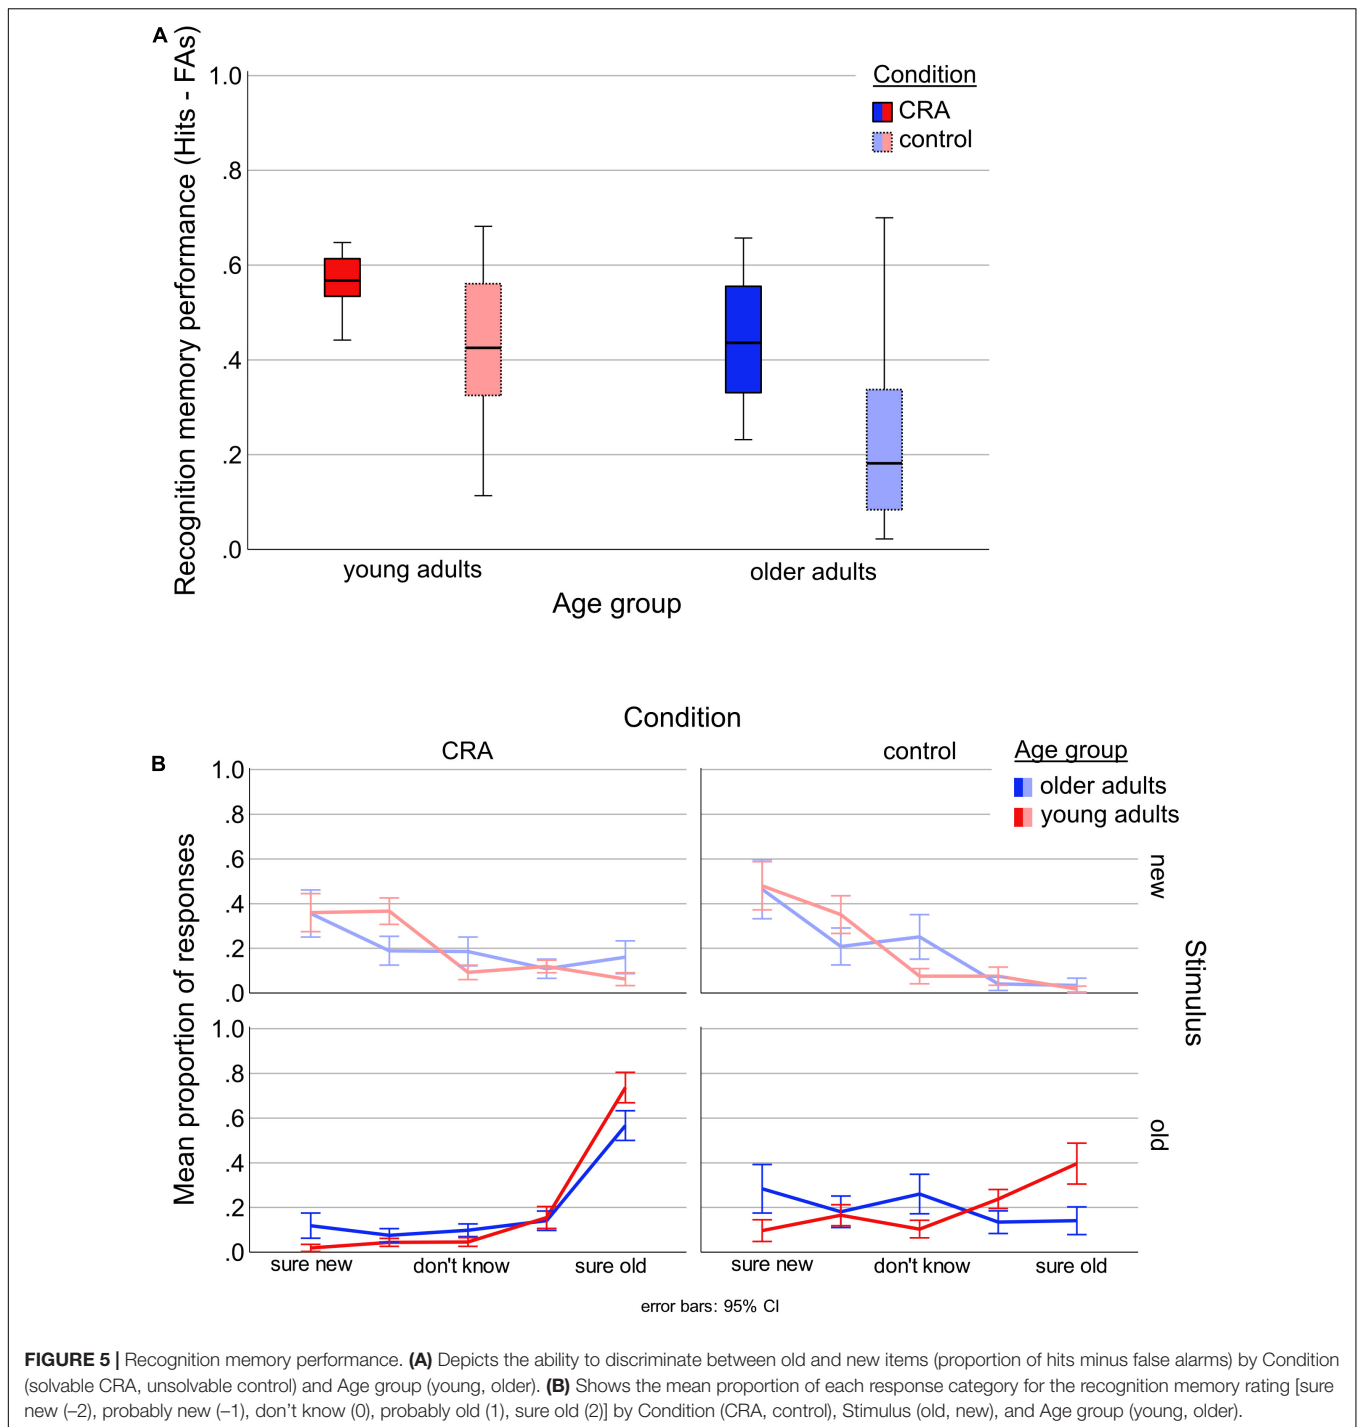 A
Recognition memory performance (Hits - FAs)
1.0
.8
.6
.4
.2
.0
Condition
CRA
control
young adults
older adults
Age group
Condition
B
CRA
control
Age group
older adults
young adults
Mean proportion of responses
1.0
.8
.6
.4
.2
.0
new
Stimulus
1.0
.8
.6
.4
.2
.0
old
sure new
don't know
sure old
sure new
don't know
sure old
error bars: 95% CI
FIGURE 5 | Recognition memory performance. (A) Depicts the ability to discriminate between old and new items (proportion of hits minus false alarms) by Condition
(solvable CRA, unsolvable control) and Age group (young, older). (B) Shows the mean proportion of each response category for the recognition memory rating [sure
new (–2), probably new (–1), don’t know (0), probably old (1), sure old (2)] by Condition (CRA, control), Stimulus (old, new), and Age group (young, older).